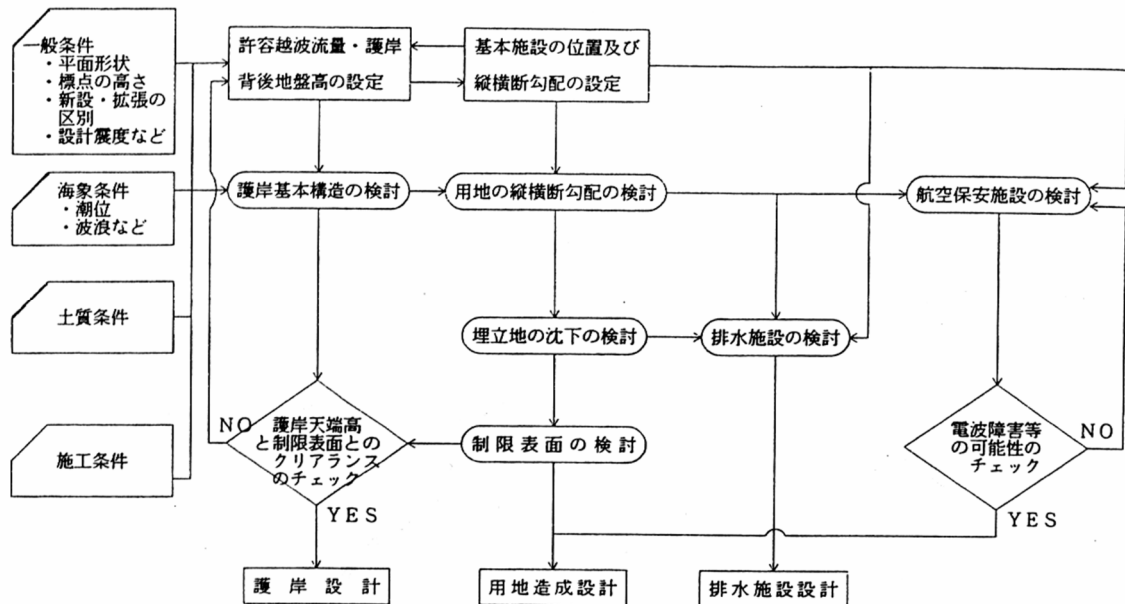 一般条件
・平面形状
・標点の高さ
・新設・拡張の
区別
・設計震度など
許容越波流量・護岸
背後地盤高の設定
基本施設の位置及び
縦横断勾配の設定
海象条件
・潮位
・波浪など
護岸基本構造の検討
用地の縦横断勾配の検討
航空保安施設の検討
土質条件
埋立地の沈下の検討
排水施設の検討
施工条件
NO
護岸天端高
と制限表面との
クリアランス
のチェック
YES
制限表面の検討
電波障害等
の可能性の
チェック
NO
YES
護岸設計
用地造成設計
排水施設設計